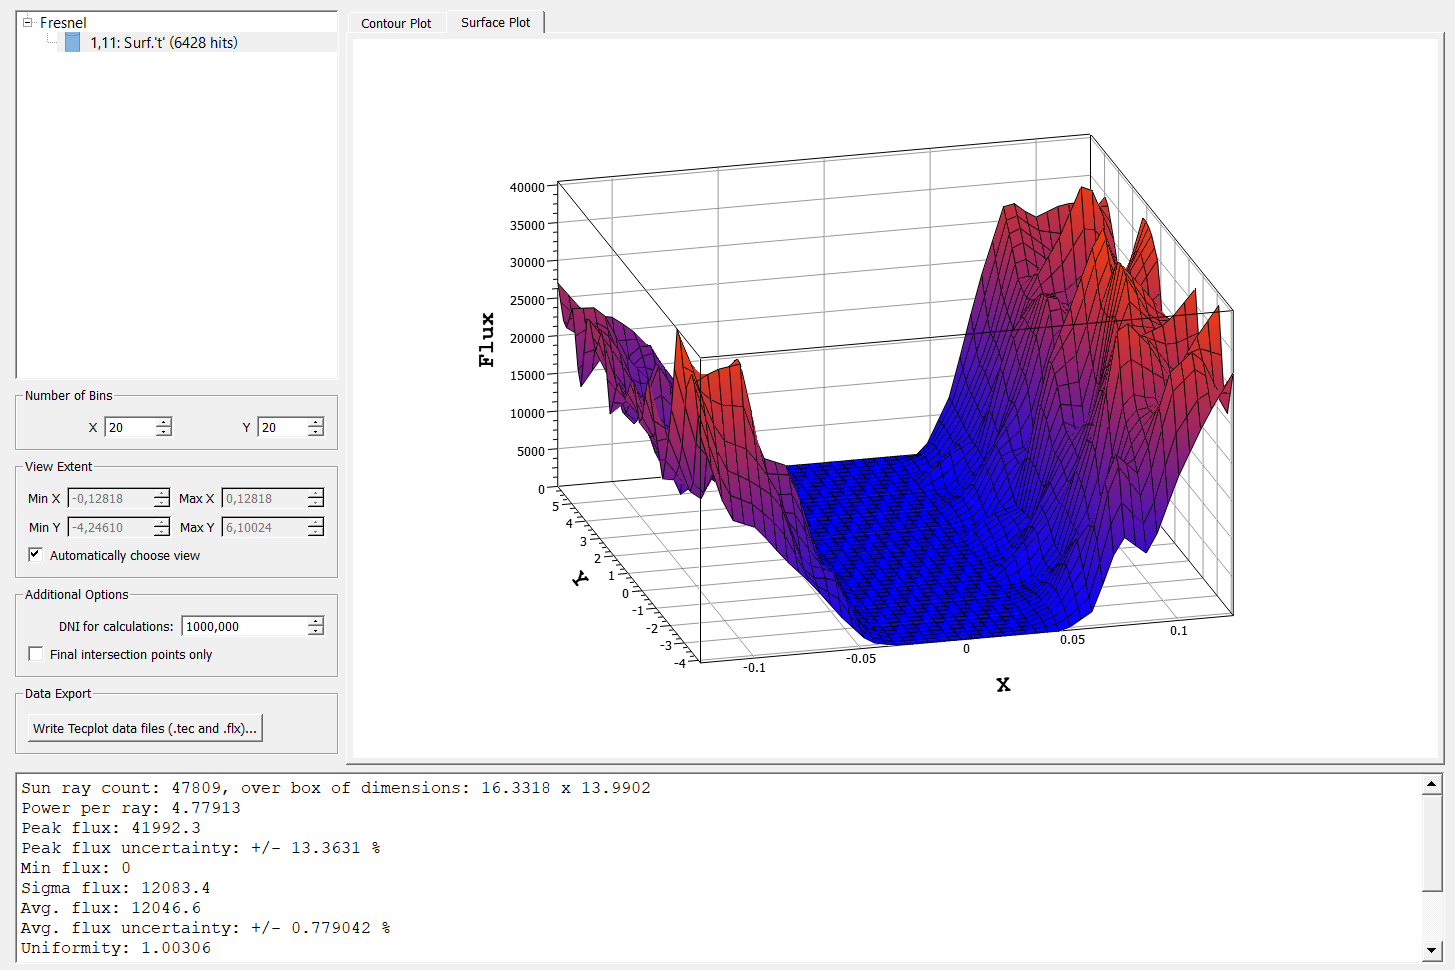 Fresnel
1,11: Surf.'t' (6428 hits)
Number of Bins
X 20 Y 20
View Extent
Min X -0,12818 Max X 0,12818
Min Y -4,24610 Max Y 6,10024
Automatically choose view
Additional Options
DNI for calculations: 1000,000
Final intersection points only
Data Export
Write Tecplot data files (.tec and .flx)...
Contour Plot Surface Plot
Flux
40000
35000
30000
25000
20000
15000
10000
5000
0
Y
5
4
3
2
1
0
-1
-2
-3
-4
-0.1 -0.05 0 0.05 0.1
X
Sun ray count: 47809, over box of dimensions: 16.3318 x 13.9902
Power per ray: 4.77913
Peak flux: 41992.3
Peak flux uncertainty: +/- 13.3631 %
Min flux: 0
Sigma flux: 12083.4
Avg. flux: 12046.6
Avg. flux uncertainty: +/- 0.779042 %
Uniformity: 1.00306